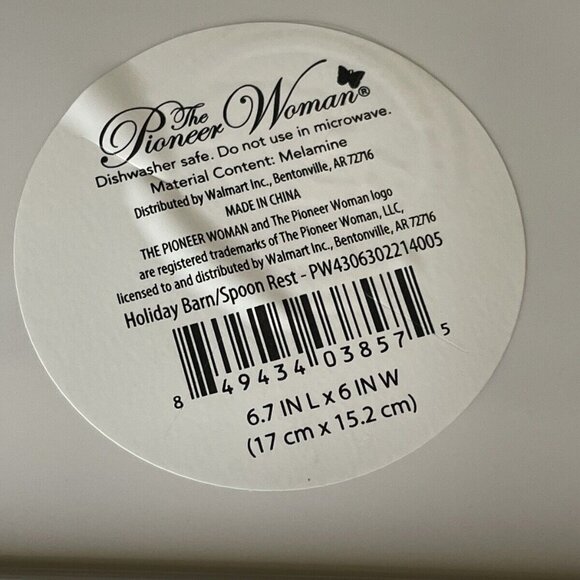 The
Pioneer Woman®
Dishwasher safe. Do not use in microwave.
Material Content: Melamine
Distributed by Walmart Inc., Bentonville, AR 72716
MADE IN CHINA
THE PIONEER WOMAN and The Pioneer Woman logo
are registered trademarks of The Pioneer Woman, LLC,
licensed to and distributed by Walmart Inc., Bentonville, AR 72716
Holiday Barn/Spoon Rest - PW4306302214005
8 49434 03857 5
6.7 IN L x 6 IN W
(17 cm x 15.2 cm)